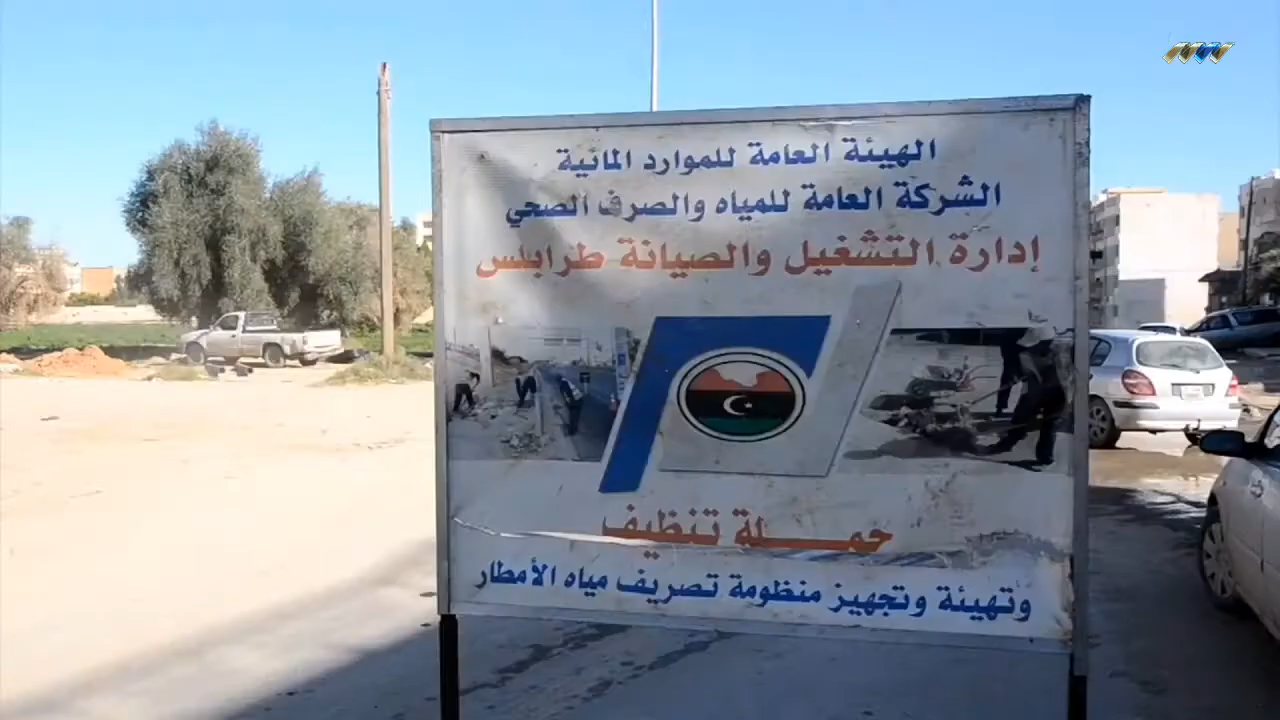 الهيئة العامة للموارد المائية
الشركة العامة للمياه والصرف الصحي
إدارة التشغيل والصيانة طرابلس
حمـــلة تنظيف
وتهيئة وتجهيز منظومة تصريف مياه الأمطار